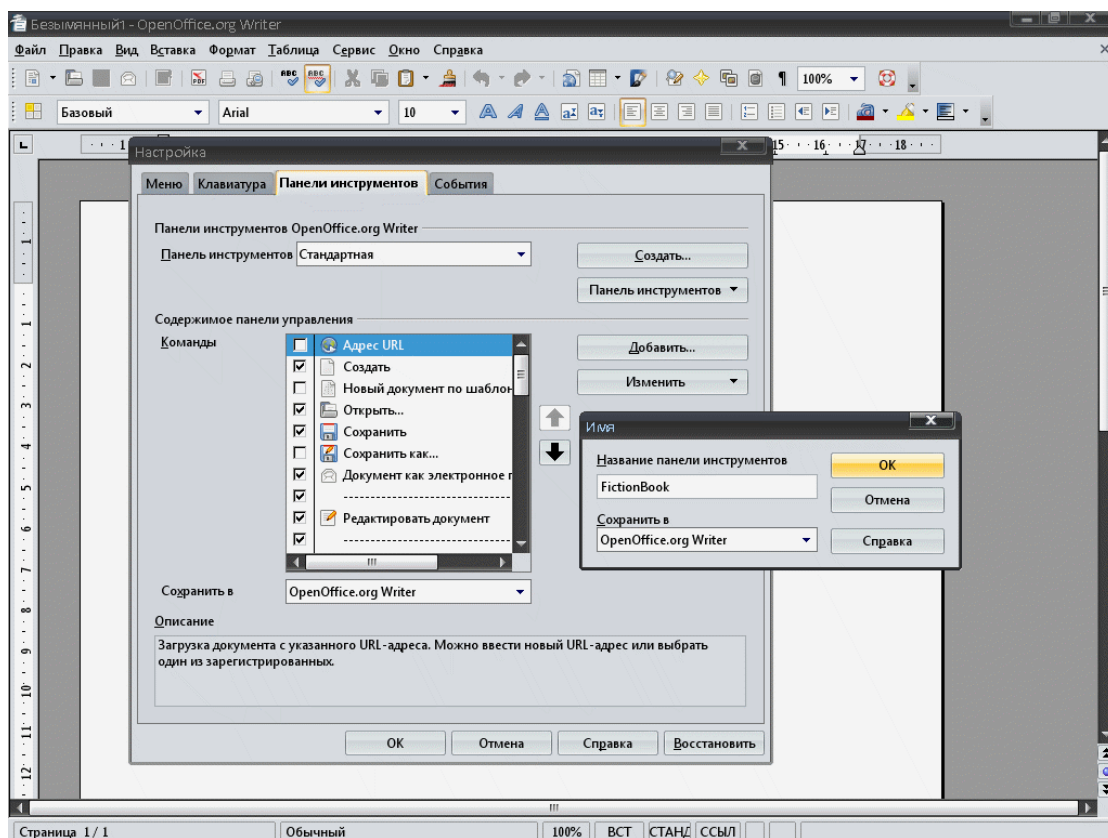 Безымянный1 - OpenOffice.org Writer
Файл Правка Вид Вставка Формат Таблица Сервис Окно Справка
100%
Базовый Arial 10
Настройка
Меню Клавиатура Панели инструментов События
Панели инструментов OpenOffice.org Writer
Панель инструментов Стандартная Создать...
Панель инструментов
Содержимое панели управления
Команды Адрес URL Добавить...
Создать
Новый документ по шаблон Изменить
Открыть...
Сохранить
Сохранить как...
Документ как электронное п
Редактировать документ
Имя
Название панели инструментов OK
FictionBook
Отмена
Сохранить в
OpenOffice.org Writer Справка
Сохранить в OpenOffice.org Writer
Описание
Загрузка документа с указанного URL-адреса. Можно ввести новый URL-адрес или выбрать
один из зарегистрированных.
OK Отмена Справка Восстановить
Страница 1 / 1 Обычный 100% ВСТ СТАНД ССЫЛ